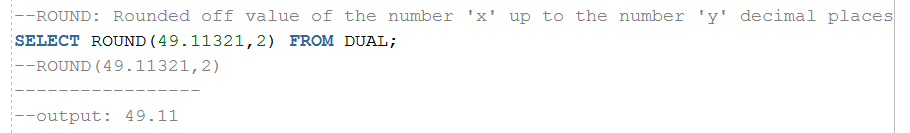 --ROUND: Rounded off value of the number 'x' up to the number 'y' decimal places
SELECT ROUND(49.11321,2) FROM DUAL;
--ROUND(49.11321,2)
-----------------
--output: 49.11